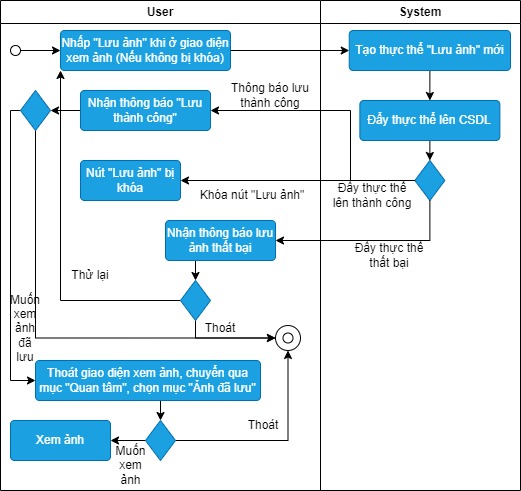 User
System
Nhấp "Lưu ảnh" khi ở giao diện
xem ảnh (Nếu không bị khóa)
Tạo thực thể "Lưu ảnh" mới
Thông báo lưu
thành công
Nhận thông báo "Lưu
thành công"
Đẩy thực thể lên CSDL
Nút "Lưu ảnh" bị
khóa
Khóa nút "Lưu ảnh"
Đẩy thực thể
lên thành công
Nhận thông báo lưu
ảnh thất bại
Đẩy thực thể
thất bại
Thử lại
Muốn
xem
ảnh
đã
lưu
Thoát
Thoát giao diện xem ảnh, chuyển qua
mục "Quan tâm", chọn mục "Ảnh đã lưu"
Thoát
Xem ảnh
Muốn
xem
ảnh